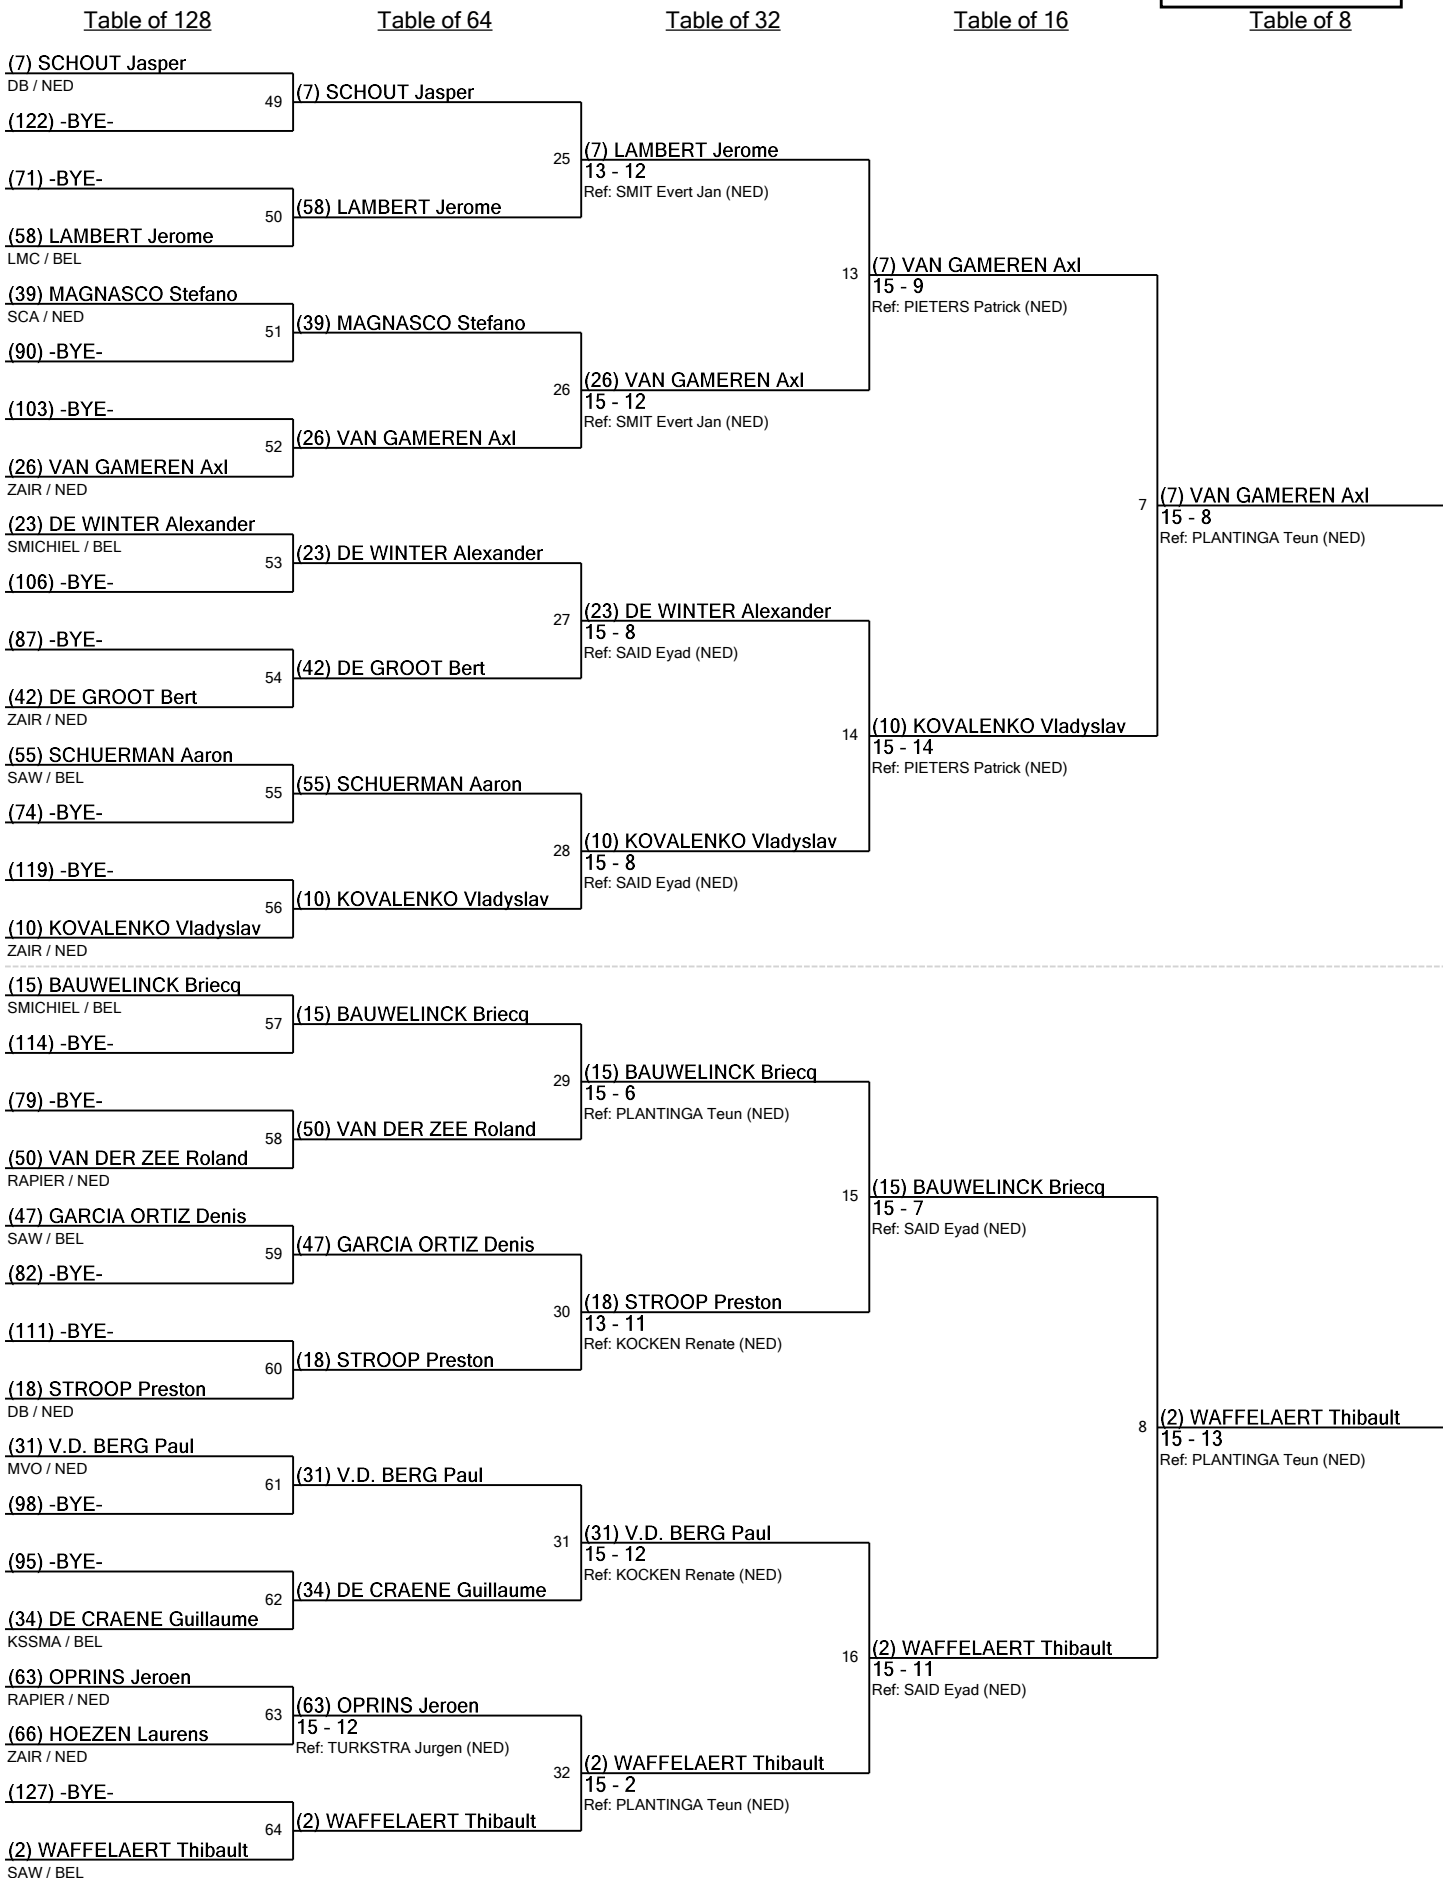 Table of 128
Table of 64
Table of 32
Table of 16
Table of 8
(7) SCHOUT Jasper
DB / NED
49
(122) -BYE-
(71) -BYE-
50
(58) LAMBERT Jerome
LMC / BEL
(39) MAGNASCO Stefano
SCA / NED
51
(90) -BYE-
(103) -BYE-
52
(26) VAN GAMEREN Axl
ZAIR / NED
(23) DE WINTER Alexander
SMICHIEL / BEL
53
(106) -BYE-
(87) -BYE-
54
(42) DE GROOT Bert
ZAIR / NED
(55) SCHUERMAN Aaron
SAW / BEL
55
(74) -BYE-
(119) -BYE-
56
(10) KOVALENKO Vladyslav
ZAIR / NED
(15) BAUWELINCK Briecq
SMICHIEL / BEL
57
(114) -BYE-
(79) -BYE-
58
(50) VAN DER ZEE Roland
RAPIER / NED
(47) GARCIA ORTIZ Denis
SAW / BEL
59
(82) -BYE-
(111) -BYE-
60
(18) STROOP Preston
DB / NED
(31) V.D. BERG Paul
MVO / NED
61
(98) -BYE-
(95) -BYE-
62
(34) DE CRAENE Guillaume
KSSMA / BEL
(63) OPRINS Jeroen
RAPIER / NED
63
(66) HOEZEN Laurens
ZAIR / NED
(127) -BYE-
64
(2) WAFFELAERT Thibault
SAW / BEL
(7) SCHOUT Jasper
25
(58) LAMBERT Jerome
(39) MAGNASCO Stefano
26
(26) VAN GAMEREN Axl
(23) DE WINTER Alexander
27
(42) DE GROOT Bert
(55) SCHUERMAN Aaron
28
(10) KOVALENKO Vladyslav
(15) BAUWELINCK Briecq
29
(50) VAN DER ZEE Roland
(47) GARCIA ORTIZ Denis
30
(18) STROOP Preston
(31) V.D. BERG Paul
31
(34) DE CRAENE Guillaume
(63) OPRINS Jeroen
15 - 12
Ref: TURKSTRA Jurgen (NED)
32
(2) WAFFELAERT Thibault
(7) LAMBERT Jerome
13 - 12
Ref: SMIT Evert Jan (NED)
13
(26) VAN GAMEREN Axl
15 - 12
Ref: SMIT Evert Jan (NED)
(23) DE WINTER Alexander
15 - 8
Ref: SAID Eyad (NED)
14
(10) KOVALENKO Vladyslav
15 - 8
Ref: SAID Eyad (NED)
(15) BAUWELINCK Briecq
15 - 6
Ref: PLANTINGA Teun (NED)
15
(18) STROOP Preston
13 - 11
Ref: KOCKEN Renate (NED)
(31) V.D. BERG Paul
15 - 12
Ref: KOCKEN Renate (NED)
16
(2) WAFFELAERT Thibault
15 - 2
Ref: PLANTINGA Teun (NED)
(7) VAN GAMEREN Axl
15 - 9
Ref: PIETERS Patrick (NED)
7
(10) KOVALENKO Vladyslav
15 - 14
Ref: PIETERS Patrick (NED)
(15) BAUWELINCK Briecq
15 - 7
Ref: SAID Eyad (NED)
8
(2) WAFFELAERT Thibault
15 - 11
Ref: SAID Eyad (NED)
(7) VAN GAMEREN Axl
15 - 8
Ref: PLANTINGA Teun (NED)
(2) WAFFELAERT Thibault
15 - 13
Ref: PLANTINGA Teun (NED)